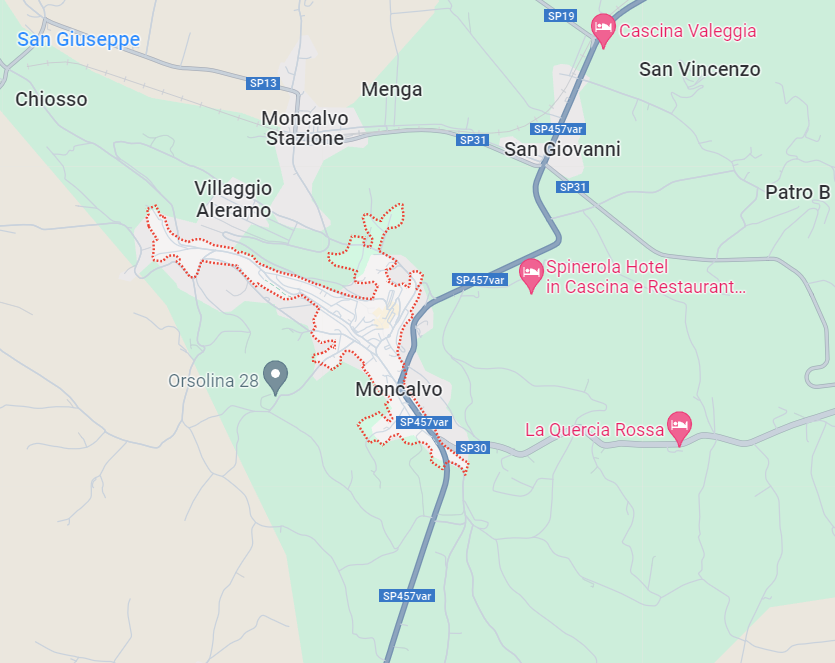 SP19
Cascina Valeggia
San Giuseppe
San Vincenzo
SP13
Menga
Chiosso
Moncalvo
Stazione
SP457var
SP31
San Giovanni
SP31
Villaggio
Aleramo
Patro B
Spinerola Hotel
in Cascina e Restaurant...
SP457var
Orsolina 28
Moncalvo
SP457var
La Quercia Rossa
SP30
SP457var